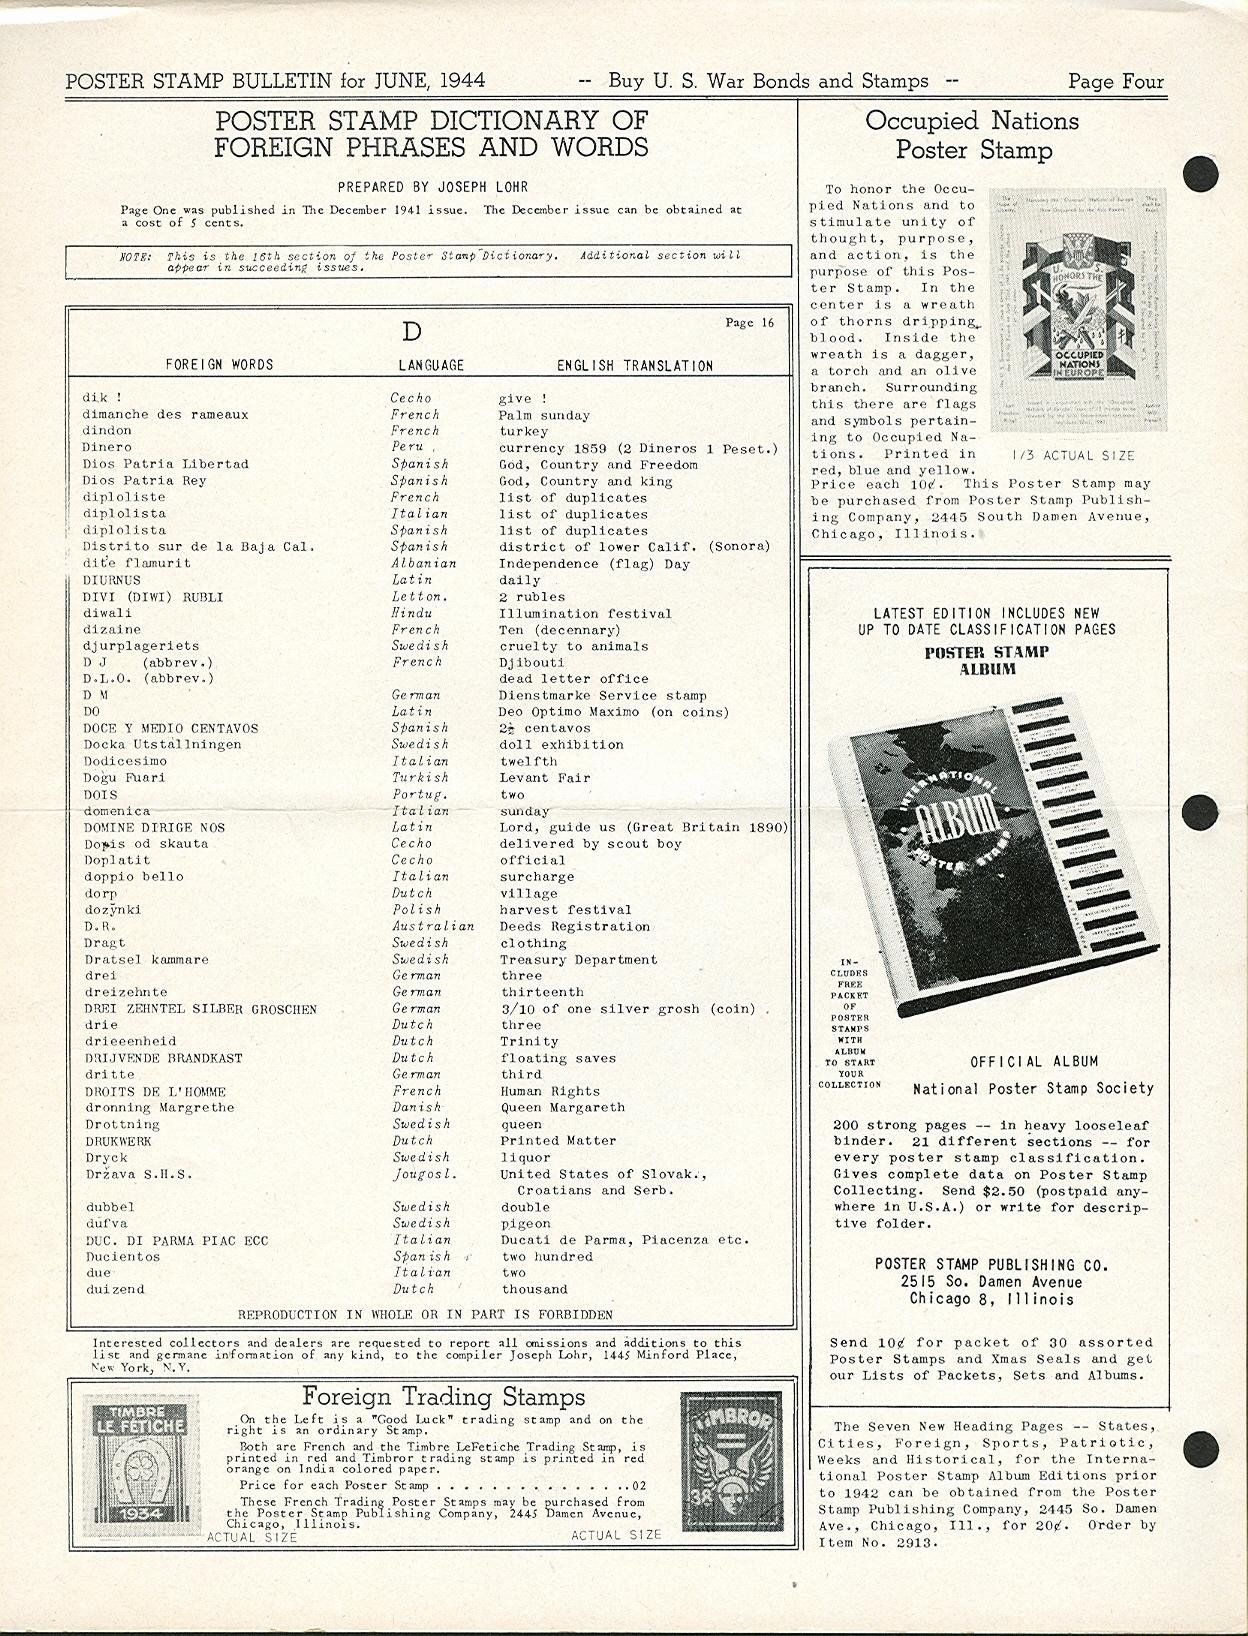 POSTER STAMP BULLETIN for JUNE, 1944 -- Buy U. S. War Bonds and Stamps -- Page Four
POSTER STAMP DICTIONARY OF
FOREIGN PHRASES AND WORDS
PREPARED BY JOSEPH LOHR
Page One was published in The December 1941 issue. The December issue can be obtained at
a cost of 5 cents.
NOTE: This is the 16th section of the Poster Stamp Dictionary. Additional section will
appear in succeeding issues.
D Page 16
FOREIGN WORDS LANGUAGE ENGLISH TRANSLATION
dik ! Cecho give !
dimanche des rameaux French Palm sunday
dindon French turkey
Dinero Peru currency 1859 (2 Dineros 1 Peset.)
Dios Patria Libertad Spanish God, Country and Freedom
Dios Patria Rey Spanish God, Country and king
diploliste French list of duplicates
diplolista Italian list of duplicates
diplolista Spanish list of duplicates
Distrito sur de la Baja Cal. Spanish district of lower Calif. (Sonora)
dite flamurit Albanian Independence (flag) Day
DIURNUS Latin daily
DIVI (DIWI) RUBLI Letton. 2 rubles
diwali Hindu Illumination festival
dizaine French Ten (decennary)
djurplageriets Swedish cruelty to animals
D J (abbrev.) French Djibouti
D.L.O. (abbrev.) dead letter office
D M German Dienstmarke Service stamp
DO Latin Deo Optimo Maximo (on coins)
DOCE Y MEDIO CENTAVOS Spanish 2½ centavos
Docka Utstallningen Swedish doll exhibition
Dodicesimo Italian twelfth
Dogu Fuari Turkish Levant Fair
DOIS Portug. two
domenica Italian sunday
DOMINE DIRIGE NOS Latin Lord, guide us (Great Britain 1890)
Dopis od skauta Cecho delivered by scout boy
Doplatit Cecho official
doppio bello Italian surcharge
dorp Dutch village
dozynki Polish harvest festival
D.R. Australian Deeds Registration
Dragt Swedish clothing
Dratsel kammare Swedish Treasury Department
drei German three
dreizehnte German thirteenth
DREI ZEHNTEL SILBER GROSCHEN German 3/10 of one silver grosh (coin) .
drie Dutch three
drieeenheid Dutch Trinity
DRIJVENDE BRANDKAST Dutch floating saves
dritte German third
DROITS DE L'HOMME French Human Rights
dronning Margrethe Danish Queen Margareth
Drottning Swedish queen
DRUKWERK Dutch Printed Matter
Dryck Swedish liquor
Država S.H.S. Jougosl. United States of Slovak.,
Croatians and Serb.
dubbel Swedish double
dufva Swedish pigeon
DUC. DI PARMA PIAC ECC Italian Ducati de Parma, Piacenza etc.
Ducientos Spanish two hundred
due Italian two
duizend Dutch thousand
REPRODUCTION IN WHOLE OR IN PART IS FORBIDDEN
Interested collectors and dealers are requested to report all omissions and additions to this
list and germane information of any kind, to the compiler Joseph Lohr, 1445 Minford Place,
New York, N.Y.
Foreign Trading Stamps
TIMBRE
LE FETICHE
1934
On the Left is a "Good Luck" trading stamp and on the
right is an ordinary Stamp.
Both are French and the Timbre LeFetiche Trading Stamp, is
printed in red and Timbror trading stamp is printed in red
orange on India colored paper.
Price for each Poster Stamp . . . . . . . . . . . . . . ..02
These French Trading Poster Stamps may be purchased from
the Poster Stamp Publishing Company, 2445 Damen Avenue,
Chicago, Illinois.
ACTUAL SIZE ACTUAL SIZE
TIMBROR
38
Occupied Nations
Poster Stamp
To honor the Occu-
pied Nations and to
stimulate unity of
thought, purpose,
and action, is the
purpose of this Pos-
ter Stamp. In the
center is a wreath
of thorns dripping
blood. Inside the
wreath is a dagger,
a torch and an olive
branch. Surrounding
this there are flags
and symbols pertain-
ing to Occupied Na-
tions. Printed in
red, blue and yellow.
Price each 10¢. This Poster Stamp may
be purchased from Poster Stamp Publish-
ing Company, 2445 South Damen Avenue,
Chicago, Illinois.
U. S.
HONORS THE
OCCUPIED
NATIONS
IN EUROPE
1/3 ACTUAL SIZE
LATEST EDITION INCLUDES NEW
UP TO DATE CLASSIFICATION PAGES
POSTER STAMP
ALBUM
INTERNATIONAL
ALBUM
POSTER STAMP
IN-
CLUDES
FREE
PACKET
OF
POSTER
STAMPS
WITH
ALBUM
TO START
YOUR
COLLECTION
OFFICIAL ALBUM
National Poster Stamp Society
200 strong pages -- in heavy looseleaf
binder. 21 different sections -- for
every poster stamp classification.
Gives complete data on Poster Stamp
Collecting. Send $2.50 (postpaid any-
where in U.S.A.) or write for descrip-
tive folder.
POSTER STAMP PUBLISHING CO.
2515 So. Damen Avenue
Chicago 8, Illinois
Send 10¢ for packet of 30 assorted
Poster Stamps and Xmas Seals and get
our Lists of Packets, Sets and Albums.
The Seven New Heading Pages -- States,
Cities, Foreign, Sports, Patriotic,
Weeks and Historical, for the Interna-
tional Poster Stamp Album Editions prior
to 1942 can be obtained from the Poster
Stamp Publishing Company, 2445 So. Damen
Ave., Chicago, Ill., for 20¢. Order by
Item No. 2913.